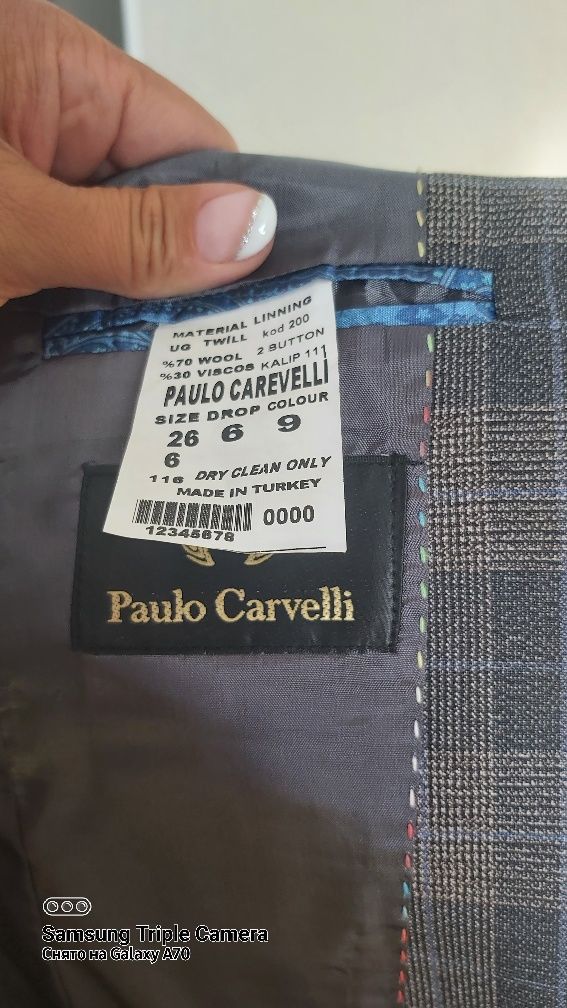 MATERIAL LINNING
UG TWILL kod 200
%70 WOOL 2 BUTTON
%30 VISCOS KALIP 111
PAULO CAREVELLI
SIZE DROP COLOUR
26 6 9
6
116 DRY CLEAN ONLY
MADE IN TURKEY
12345678 0000
Paulo Carvelli
Samsung Triple Camera
Снято на Galaxy A70